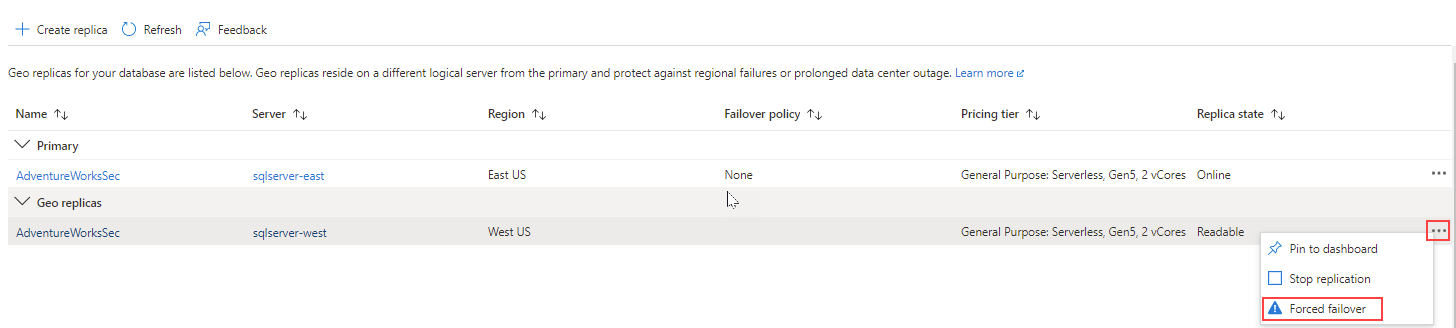 Create replica Refresh Feedback
Geo replicas for your database are listed below. Geo replicas reside on a different logical server from the primary and protect against regional failures or prolonged data center outage. Learn more
Name Server Region Failover policy Pricing tier Replica state
Primary
AdventureWorksSec sqlserver-east East US None General Purpose: Serverless, Gen5, 2 vCores Online
Geo replicas
AdventureWorksSec sqlserver-west West US General Purpose: Serverless, Gen5, 2 vCores Readable
Pin to dashboard
Stop replication
Forced failover